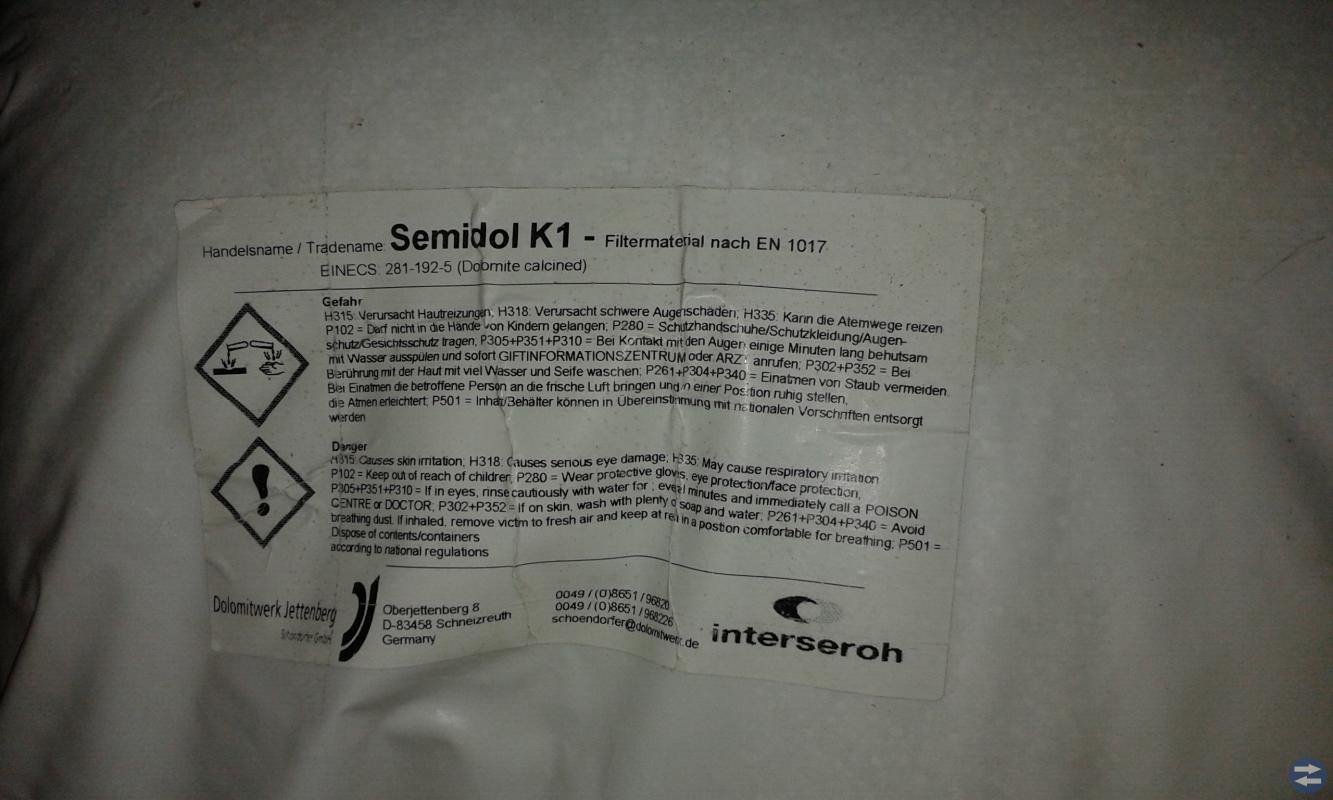 Handelsname / Tradename: Semidol K1 - Filtermaterial nach EN 1017
EINECS: 281-192-5 (Dolomite calcined)
Gefahr
H315: Verursacht Hautreizungen; H318: Verursacht schwere Augenschäden; H335: Kann die Atemwege reizen
P102 = Darf nicht in die Hände von Kindern gelangen; P280 = Schutzhandschuhe/Schutzkleidung/Augen-
schutz/Gesichtsschutz tragen; P305+P351+P310 = Bei Kontakt mit den Augen einige Minuten lang behutsam
mit Wasser ausspülen und sofort GIFTINFORMATIONSZENTRUM oder ARZT anrufen; P302+P352 = Bei
Berührung mit der Haut mit viel Wasser und Seife waschen; P261+P304+P340 = Einatmen von Staub vermeiden.
Bei Einatmen die betroffene Person an die frische Luft bringen und in einer Position ruhig stellen,
die Atmen erleichtert; P501 = Inhalt/Behälter können in Übereinstimmung mit nationalen Vorschriften entsorgt
werden
Danger
H315: Causes skin irritation; H318: Causes serious eye damage; H335: May cause respiratory irritation
P102 = Keep out of reach of children; P280 = Wear protective gloves, eye protection/face protection;
P305+P351+P310 = If in eyes, rinse cautiously with water for several minutes and immediately call a POISON
CENTRE or DOCTOR; P302+P352 = If on skin, wash with plenty of soap and water; P261+P304+P340 = Avoid
breathing dust. If inhaled, remove victim to fresh air and keep at rest in a postion comfortable for breathing; P501 =
Dispose of contents/containers
according to national regulations
Dolomitwerk Jettenberg
Schöndorfer GmbH
Oberjettenberg 8
D-83458 Schneizreuth
Germany
0049 / (0)8651 / 96820
0049 / (0)8651 / 968226
schoendorfer@dolomitwerk.de
interseroh